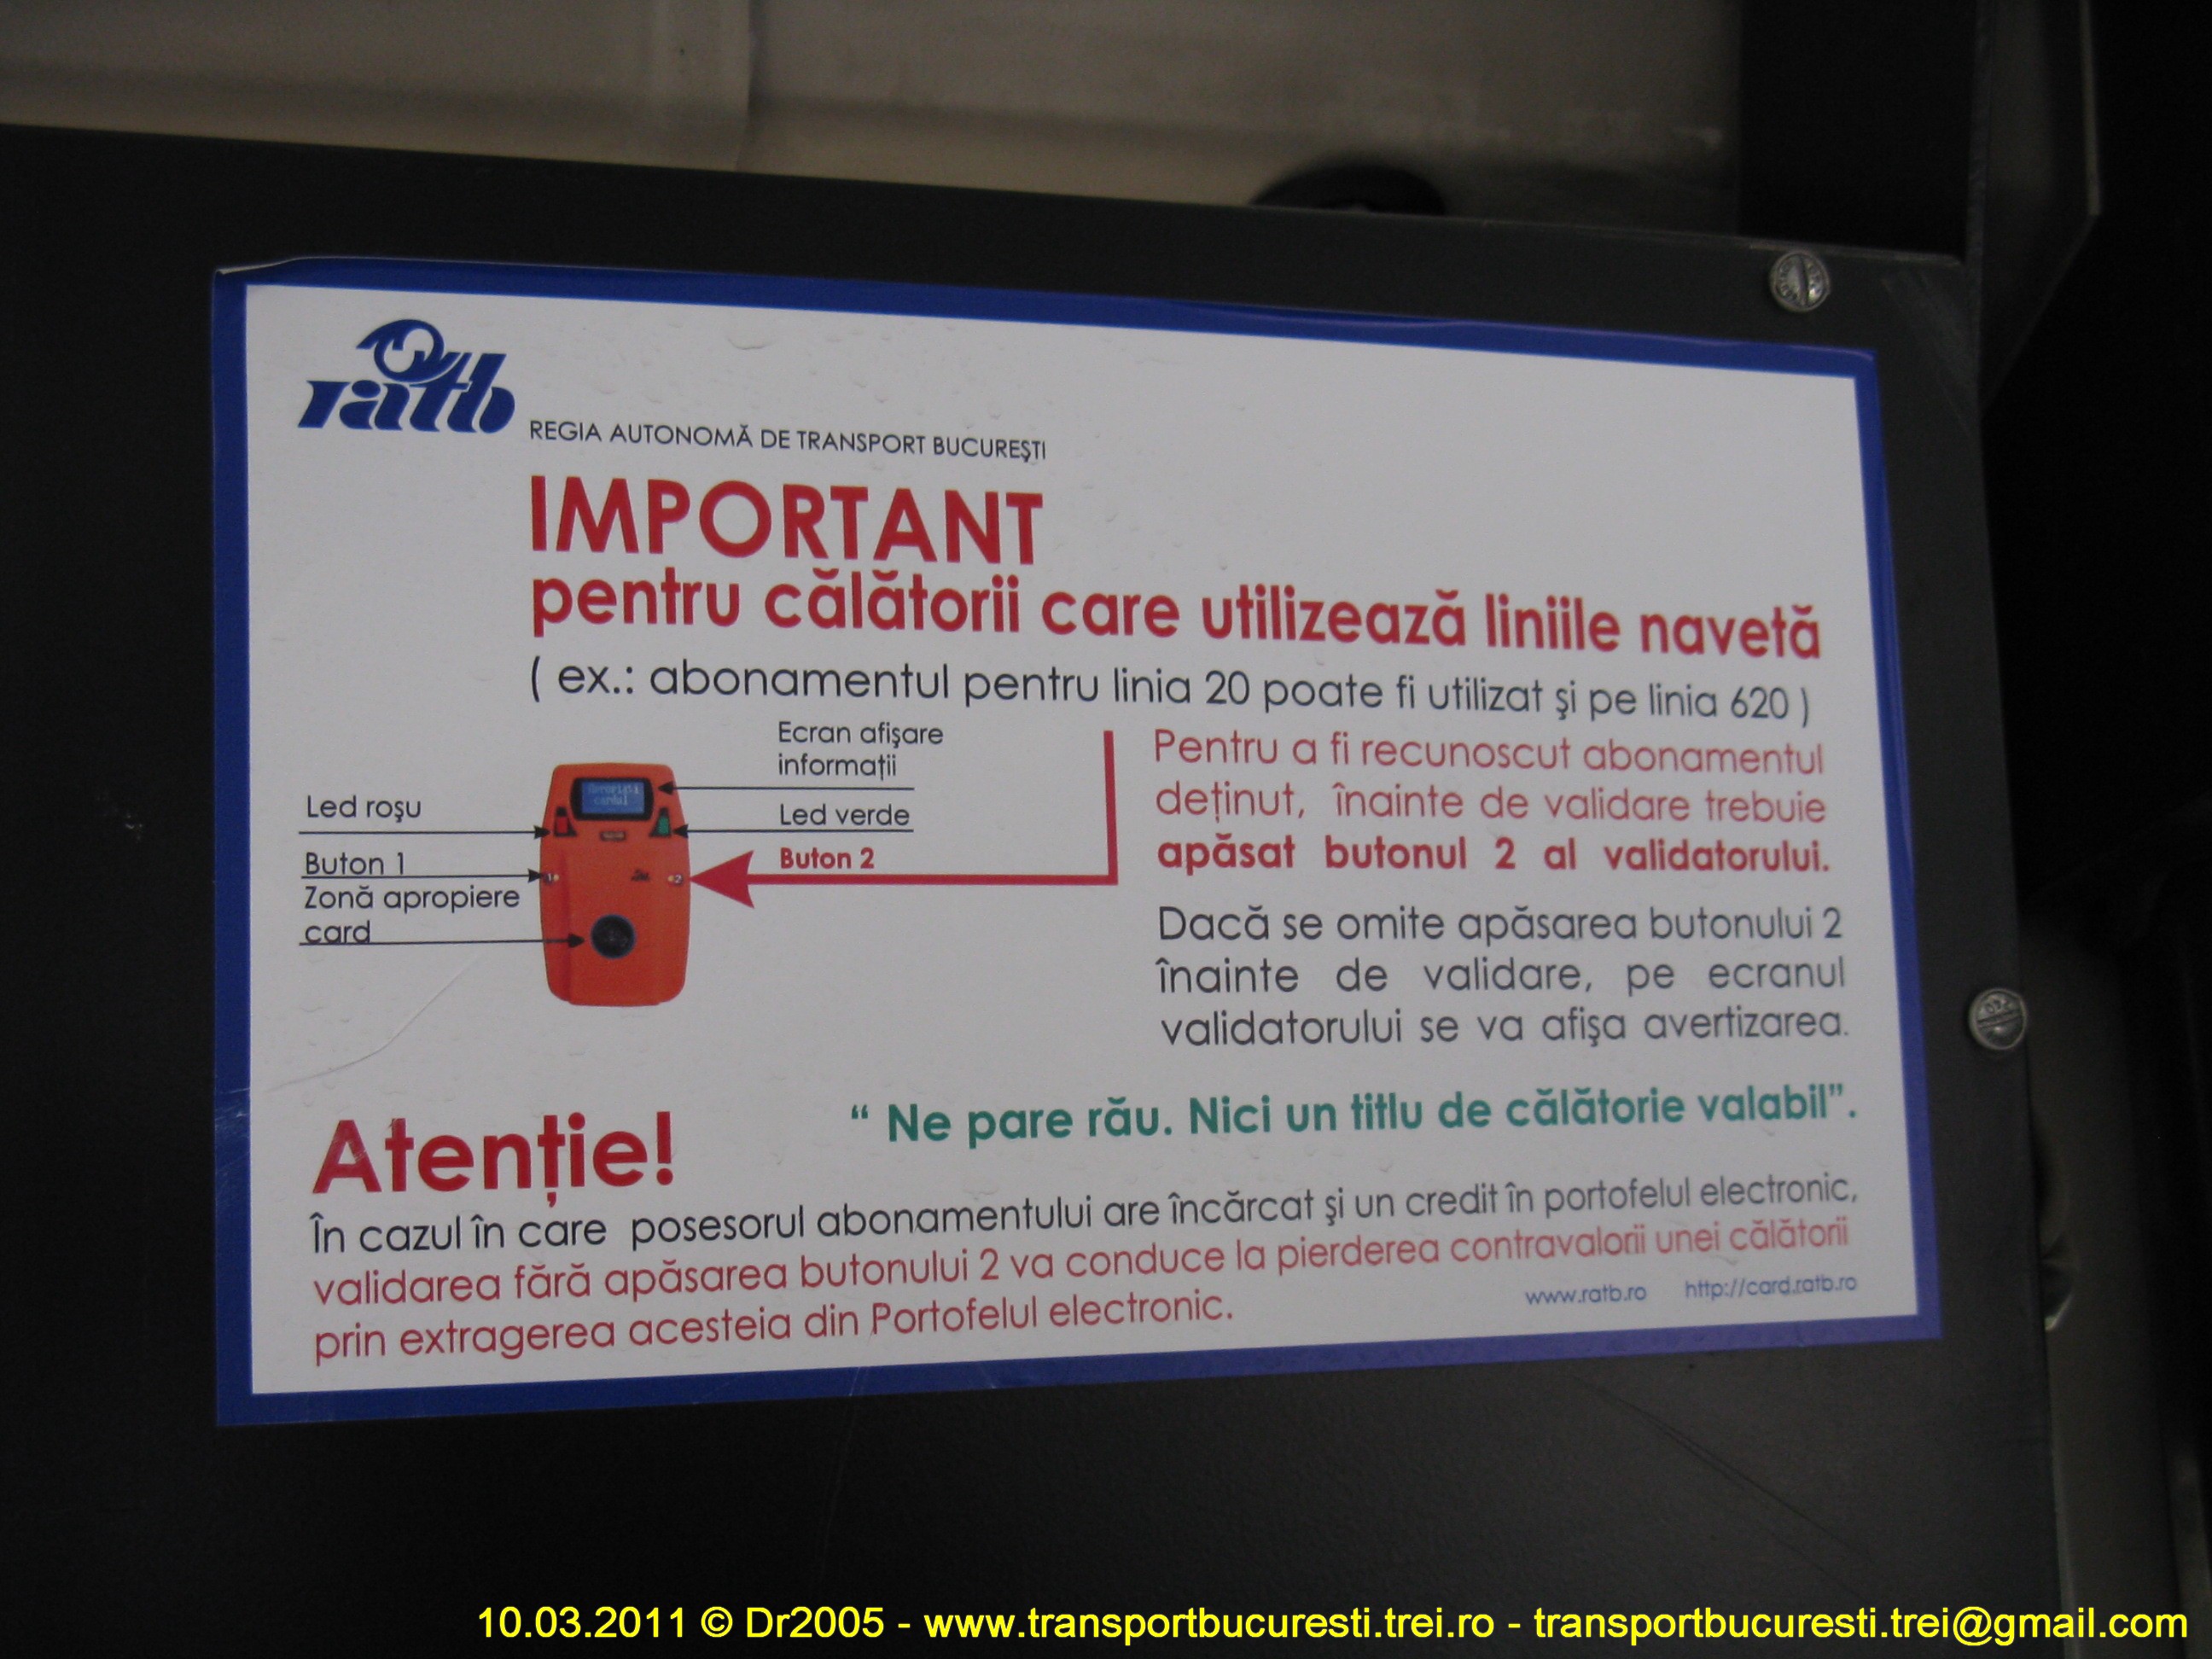 ratb
REGIA AUTONOMĂ DE TRANSPORT BUCUREŞTI
IMPORTANT
pentru călătorii care utilizează liniile navetă
( ex.: abonamentul pentru linia 20 poate fi utilizat şi pe linia 620 )
Ecran afişare
informaţii
Led roşu
Led verde
Buton 1
Buton 2
Zonă apropiere
card
Pentru a fi recunoscut abonamentul
deţinut, înainte de validare trebuie
apăsat butonul 2 al validatorului.
Dacă se omite apăsarea butonului 2
înainte de validare, pe ecranul
validatorului se va afişa avertizarea.
“ Ne pare rău. Nici un titlu de călătorie valabil”.
Atenţie!
În cazul în care posesorul abonamentului are încărcat şi un credit în portofelul electronic,
validarea fără apăsarea butonului 2 va conduce la pierderea contravalorii unei călătorii
prin extragerea acesteia din Portofelul electronic.
www.ratb.ro http://card.ratb.ro
10.03.2011 © Dr2005 - www.transportbucuresti.trei.ro - transportbucuresti.trei@gmail.com